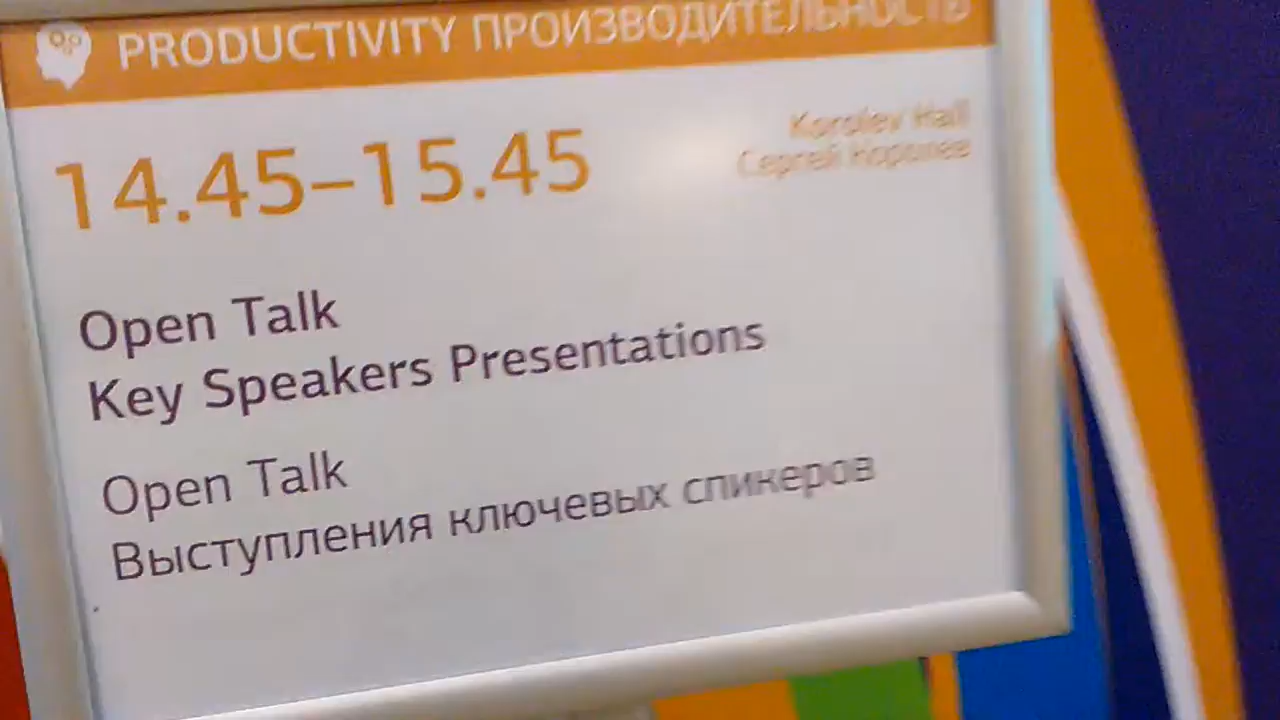 PRODUCTIVITY ПРОИЗВОДИТЕЛЬНОСТЬ
14.45–15.45
Korolev Hall
Сергей Королев
Open Talk
Key Speakers Presentations
Open Talk
Выступления ключевых спикеров